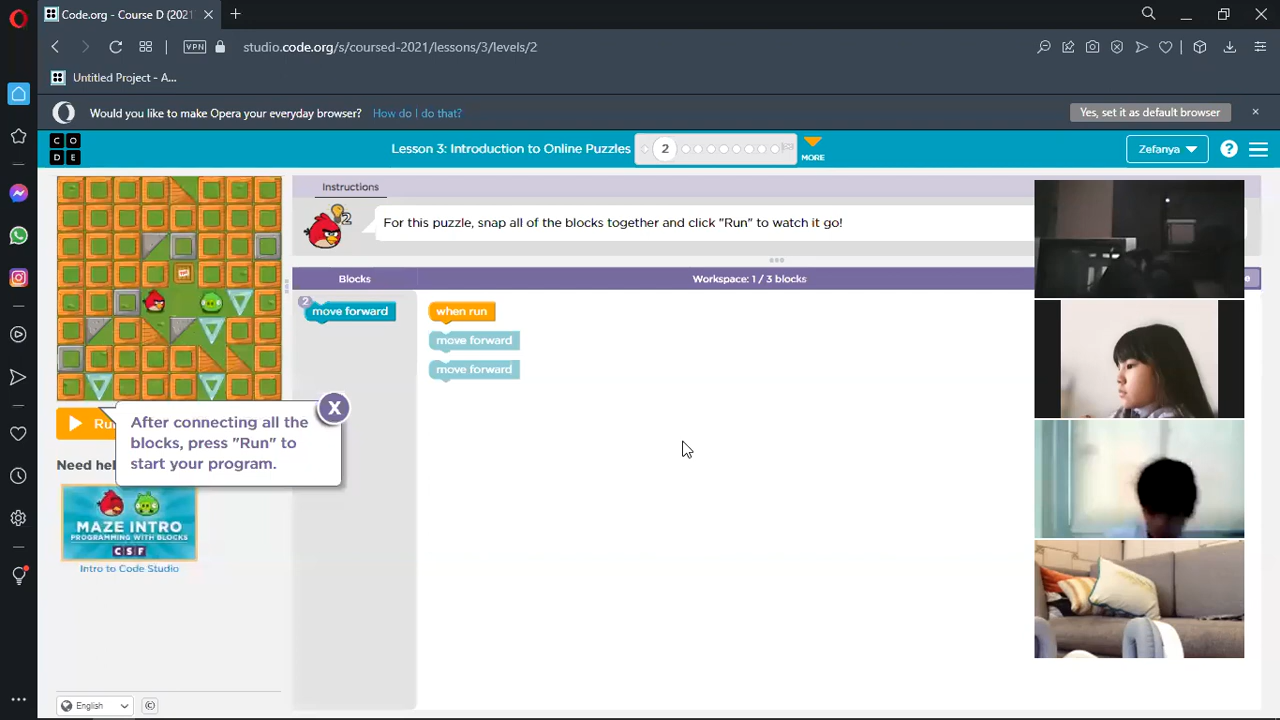 Code.org - Course D (2021
studio.code.org/s/coursed-2021/lessons/3/levels/2
VPN
Untitled Project - A...
Would you like to make Opera your everyday browser? How do I do that?
Yes, set it as default browser
C O
D E
Lesson 3: Introduction to Online Puzzles
2
MORE
Zefanya
?
Instructions
2
For this puzzle, snap all of the blocks together and click "Run" to watch it go!
Blocks
Workspace: 1 / 3 blocks
2
move forward
when run
move forward
move forward
Ru
X
After connecting all the
blocks, press "Run" to
start your program.
Need hel
MAZE INTRO
PROGRAMMING WITH BLOCKS
CSF
Intro to Code Studio
English
©